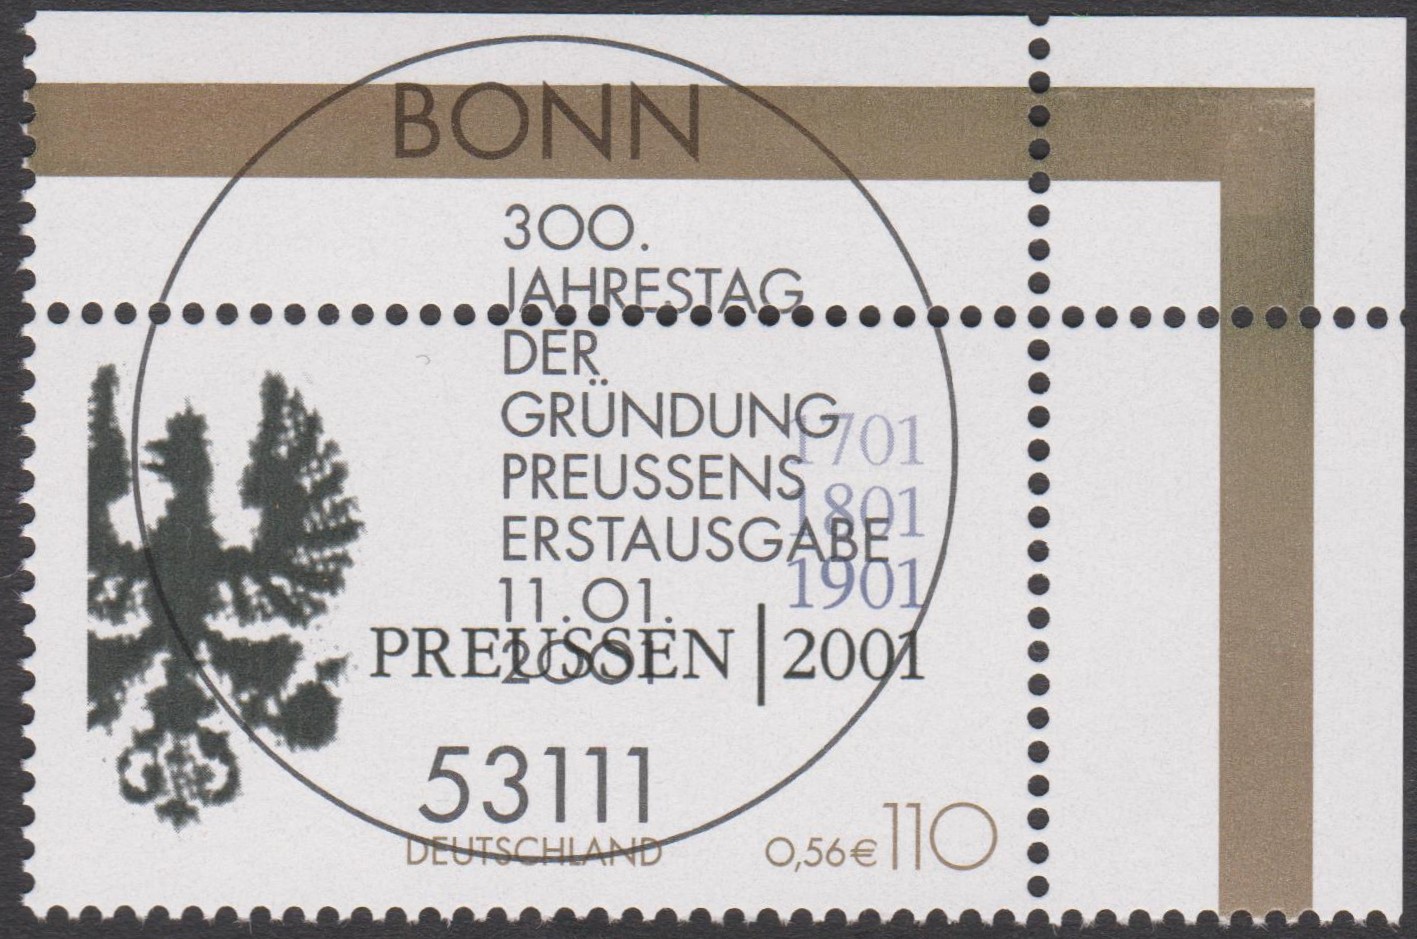 BONN
300.
JAHRESTAG
DER
GRÜNDUNG
PREUSSENS
ERSTAUSGABE
11.01.
2001
53111
1701
1801
1901
PREUSSEN | 2001
DEUTSCHLAND
0,56€ 110